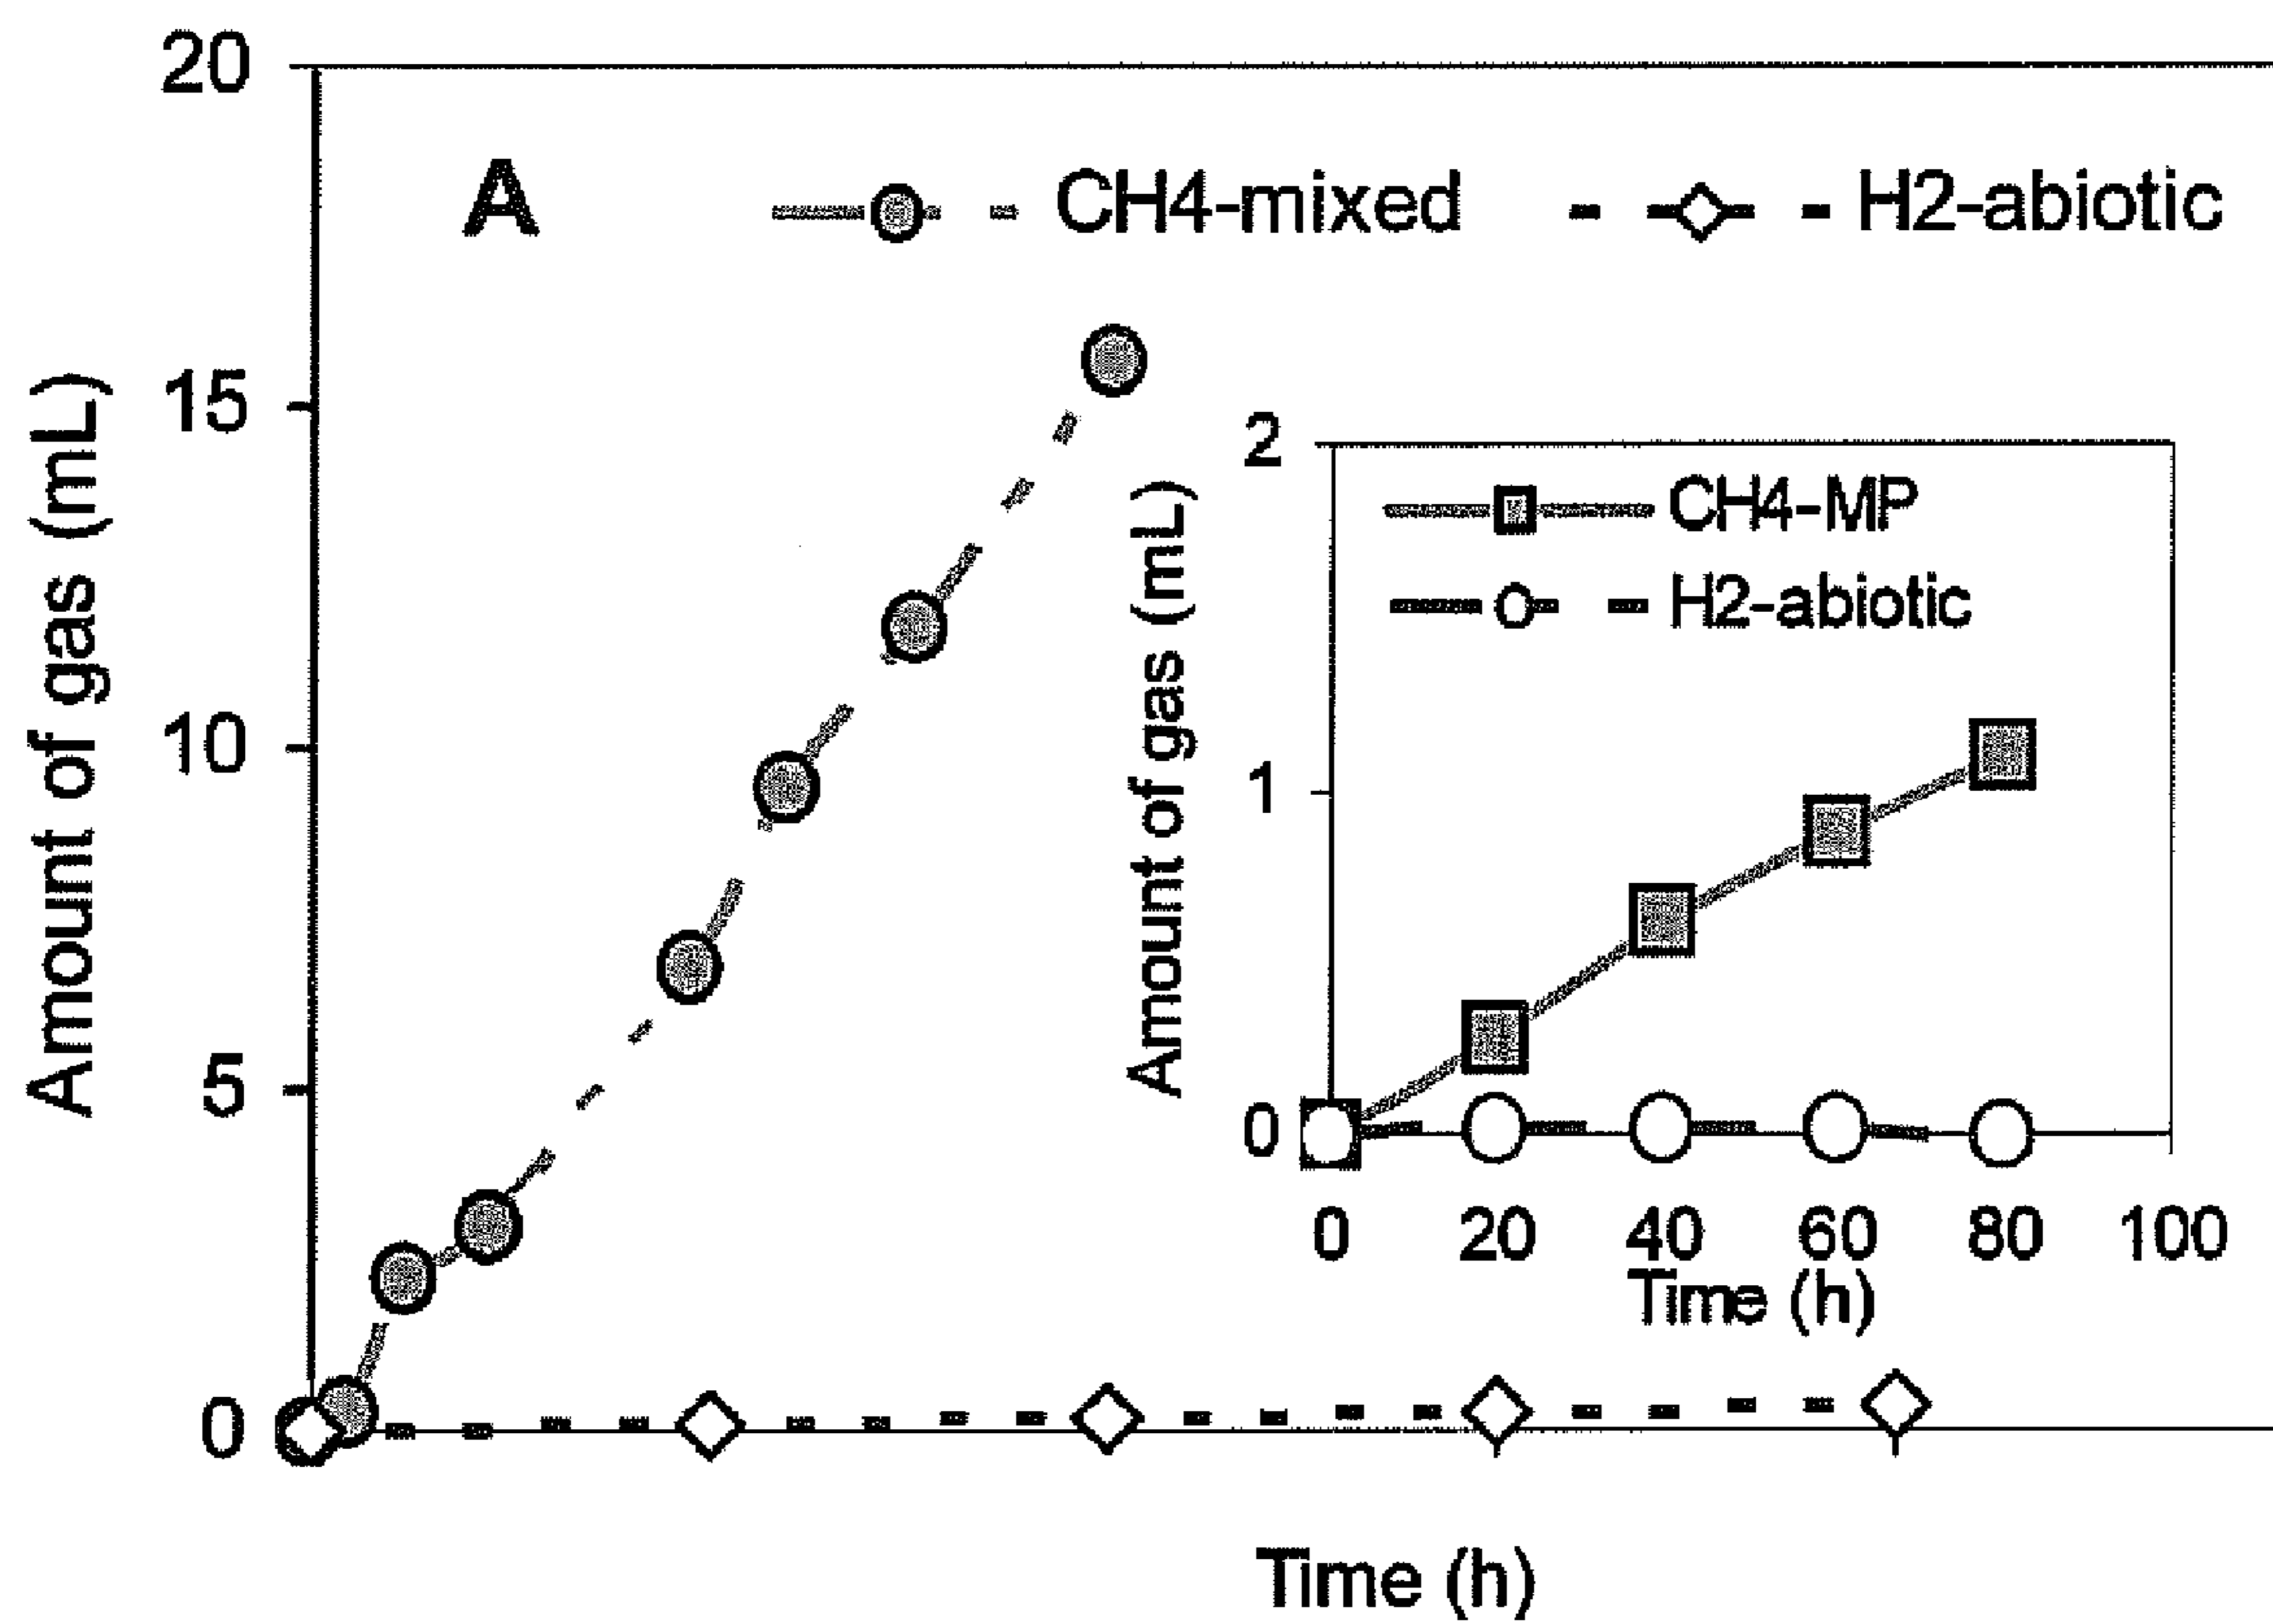 20
15
10
5
0
Amount of gas (mL)
A
CH4-mixed
H2-abiotic
2
1
0
Amount of gas (mL)
CH4-MP
H2-abiotic
0 20 40 60 80 100
Time (h)
Time (h)